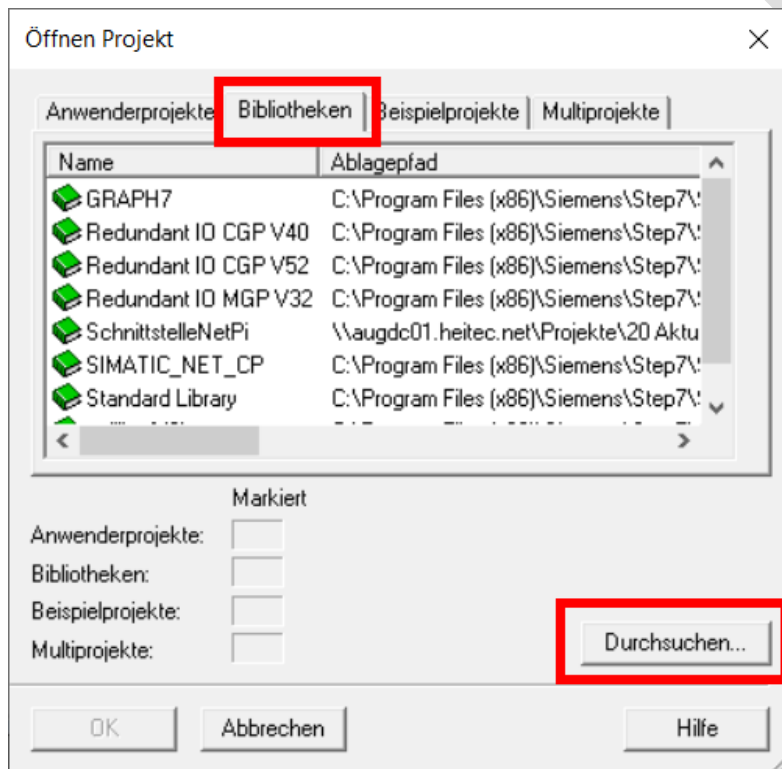 Öffnen Projekt
Anwenderprojekte Bibliotheken Beispielprojekte Multiprojekte
Name Ablagepfad
GRAPH7 C:\Program Files (x86)\Siemens\Step7\
Redundant IO CGP V40 C:\Program Files (x86)\Siemens\Step7\
Redundant IO CGP V52 C:\Program Files (x86)\Siemens\Step7\
Redundant IO MGP V32 C:\Program Files (x86)\Siemens\Step7\
SchnittstelleNetPi \\augdc01.heitec.net\Projekte\20 Aktu
SIMATIC_NET_CP C:\Program Files (x86)\Siemens\Step7\
Standard Library C:\Program Files (x86)\Siemens\Step7\
Markiert
Anwenderprojekte:
Bibliotheken:
Beispielprojekte:
Multiprojekte:
Durchsuchen...
OK Abbrechen Hilfe